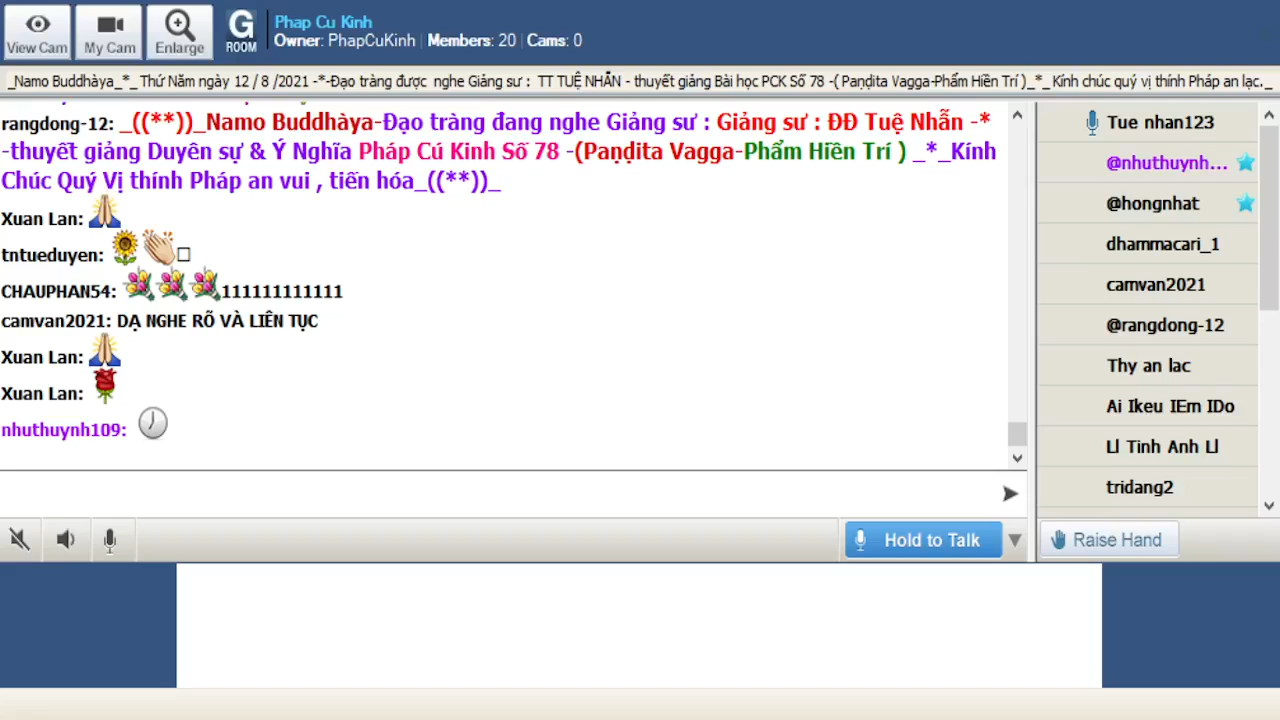 View Cam
My Cam
Enlarge
G
ROOM
Phap Cu Kinh
Owner: PhapCuKinh | Members: 20 | Cams: 0
_Namo Buddhàya_*_ Thứ Năm ngày 12 / 8 /2021 -*-Đạo tràng được nghe Giảng sư : TT TUỆ NHẪN - thuyết giảng Bài học PCK Số 78 -( Paṇḍita Vagga-Phẩm Hiền Trí )_*_ Kính chúc quý vị thính Pháp an lạc._
rangdong-12: _((**))_Namo Buddhàya-Đạo tràng đang nghe Giảng sư : Giảng sư : ĐĐ Tuệ Nhẫn -*
-thuyết giảng Duyên sự & Ý Nghĩa Pháp Cú Kinh Số 78 -(Paṇḍita Vagga-Phẩm Hiền Trí ) _*_Kính
Chúc Quý Vị thính Pháp an vui , tiến hóa_((**))_
Xuan Lan:
tntueduyen:
CHAUPHAN54: 111111111111
camvan2021: DẠ NGHE RÕ VÀ LIÊN TỤC
Xuan Lan:
Xuan Lan:
nhuthuynh109:
Hold to Talk
Tue nhan123
@nhuthuynh...
@hongnhat
dhammacari_1
camvan2021
@rangdong-12
Thy an lac
Ai Ikeu IEm IDo
Ll Tinh Anh Ll
tridang2
Raise Hand